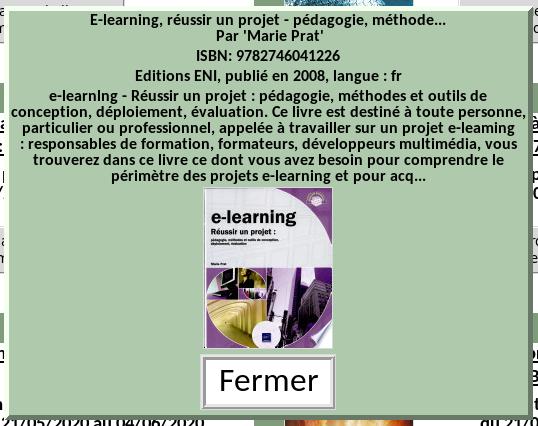 E-learning, réussir un projet - pédagogie, méthode...
Par 'Marie Prat'
ISBN: 9782746041226
Editions ENI, publié en 2008, langue : fr
e-learnIng - Réussir un projet : pédagogie, méthodes et outils de
conception, déploiement, évaluation. Ce livre est destiné à toute personne,
particulier ou professionnel, appelée à travailler sur un projet e-leaming
: responsables de formation, formateurs, développeurs multimédia, vous
trouverez dans ce livre ce dont vous avez besoin pour comprendre le
périmètre des projets e-learning et pour acq...
e-learning
Réussir un projet :
pédagogie, méthodes et outils de conception,
déploiement, évaluation
Marie Prat
Fermer
21/05/2020 au 04/06/2020
du 21/0